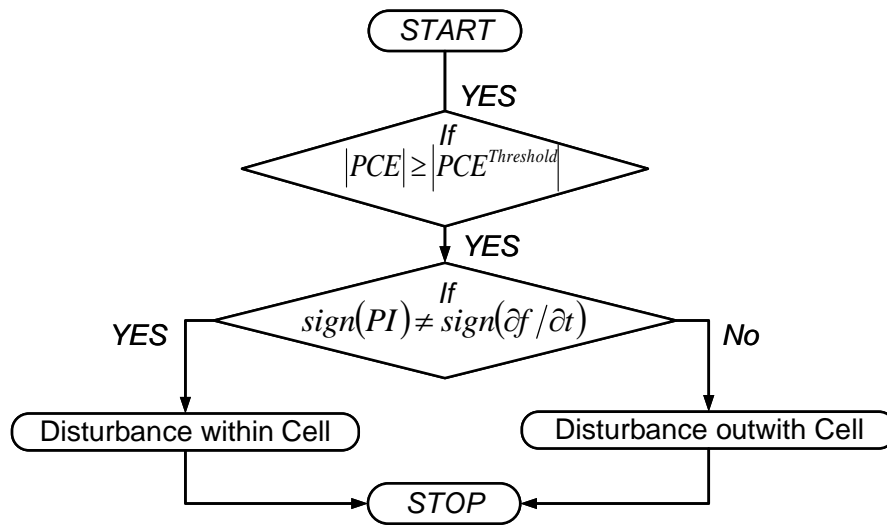 START
YES
If
|PCE| ≥ |PCE^Threshold|
YES
If
sign(PI) ≠ sign(∂f/∂t)
YES
No
Disturbance within Cell
Disturbance outwith Cell
STOP